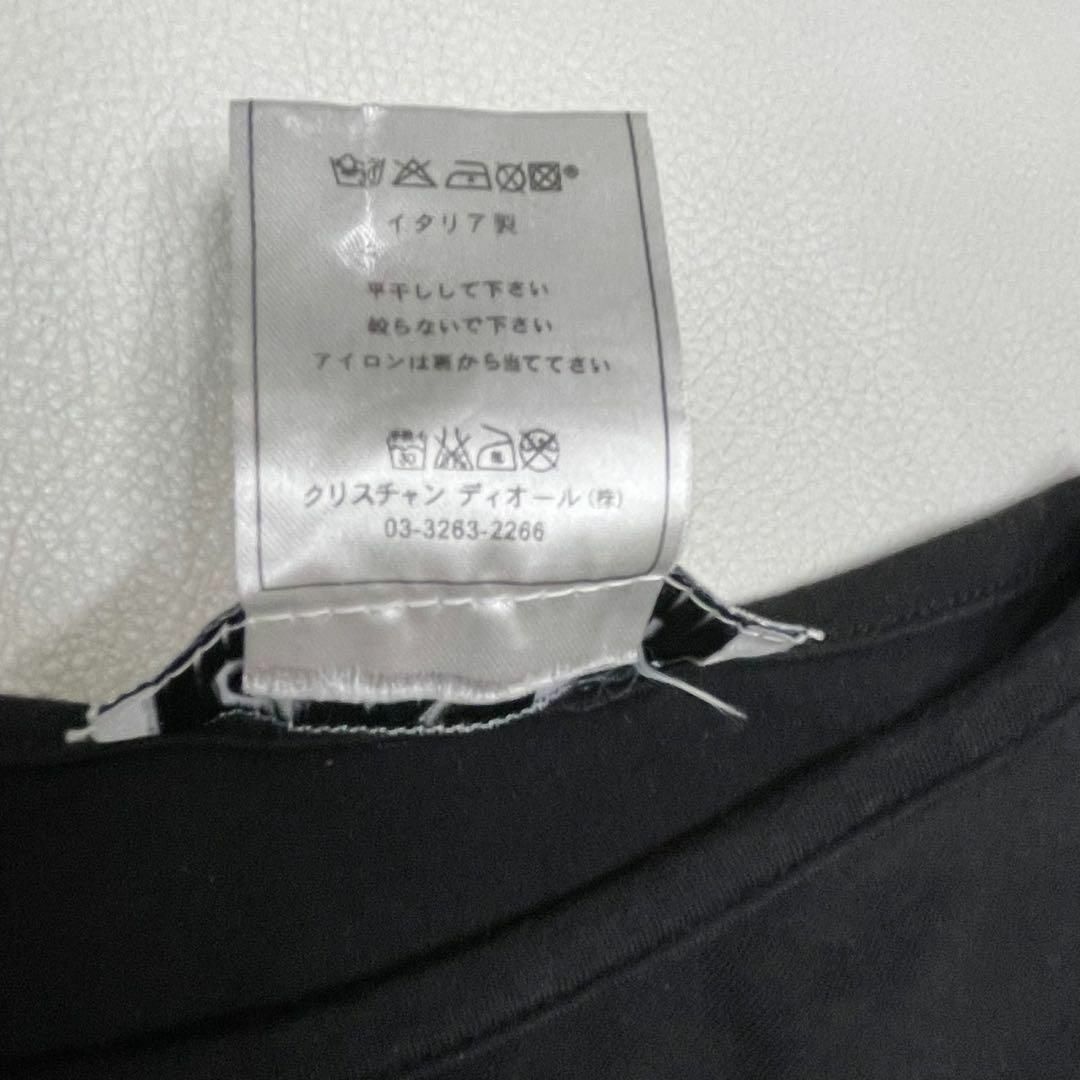 イタリア製
平干しして下さい
絞らないで下さい
アイロンは裏から当ててさい
クリスチャン ディオール(株)
03-3263-2266